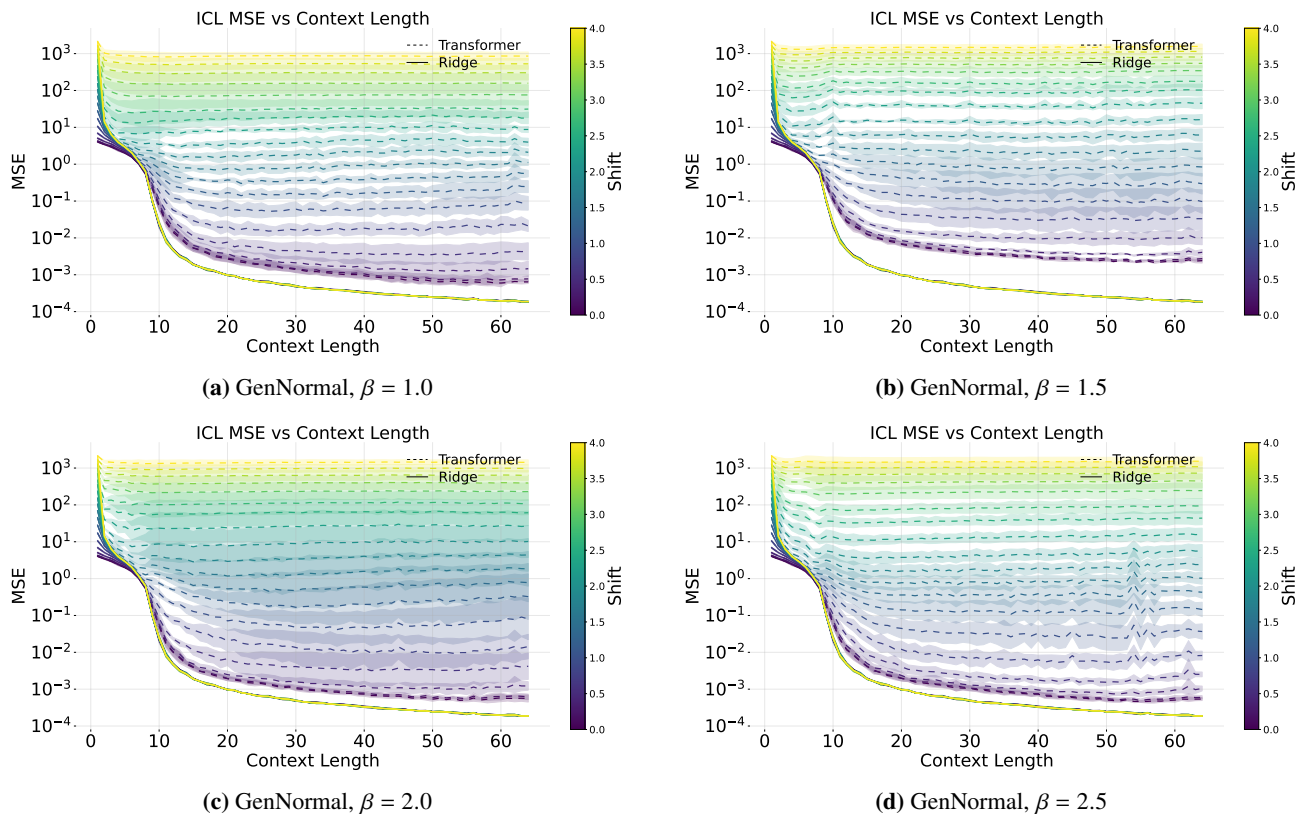 ICL MSE vs Context Length
MSE
10³
10²
10¹
10⁰
10⁻¹
10⁻²
10⁻³
10⁻⁴
0 10 20 30 40 50 60
Context Length
Transformer
Ridge
4.0
3.5
3.0
2.5
2.0
1.5
1.0
0.5
0.0
Shift
(a) GenNormal, β = 1.0
ICL MSE vs Context Length
MSE
10³
10²
10¹
10⁰
10⁻¹
10⁻²
10⁻³
10⁻⁴
0 10 20 30 40 50 60
Context Length
Transformer
Ridge
4.0
3.5
3.0
2.5
2.0
1.5
1.0
0.5
0.0
Shift
(b) GenNormal, β = 1.5
ICL MSE vs Context Length
MSE
10³
10²
10¹
10⁰
10⁻¹
10⁻²
10⁻³
10⁻⁴
0 10 20 30 40 50 60
Context Length
Transformer
Ridge
4.0
3.5
3.0
2.5
2.0
1.5
1.0
0.5
0.0
Shift
(c) GenNormal, β = 2.0
ICL MSE vs Context Length
MSE
10³
10²
10¹
10⁰
10⁻¹
10⁻²
10⁻³
10⁻⁴
0 10 20 30 40 50 60
Context Length
Transformer
Ridge
4.0
3.5
3.0
2.5
2.0
1.5
1.0
0.5
0.0
Shift
(d) GenNormal, β = 2.5